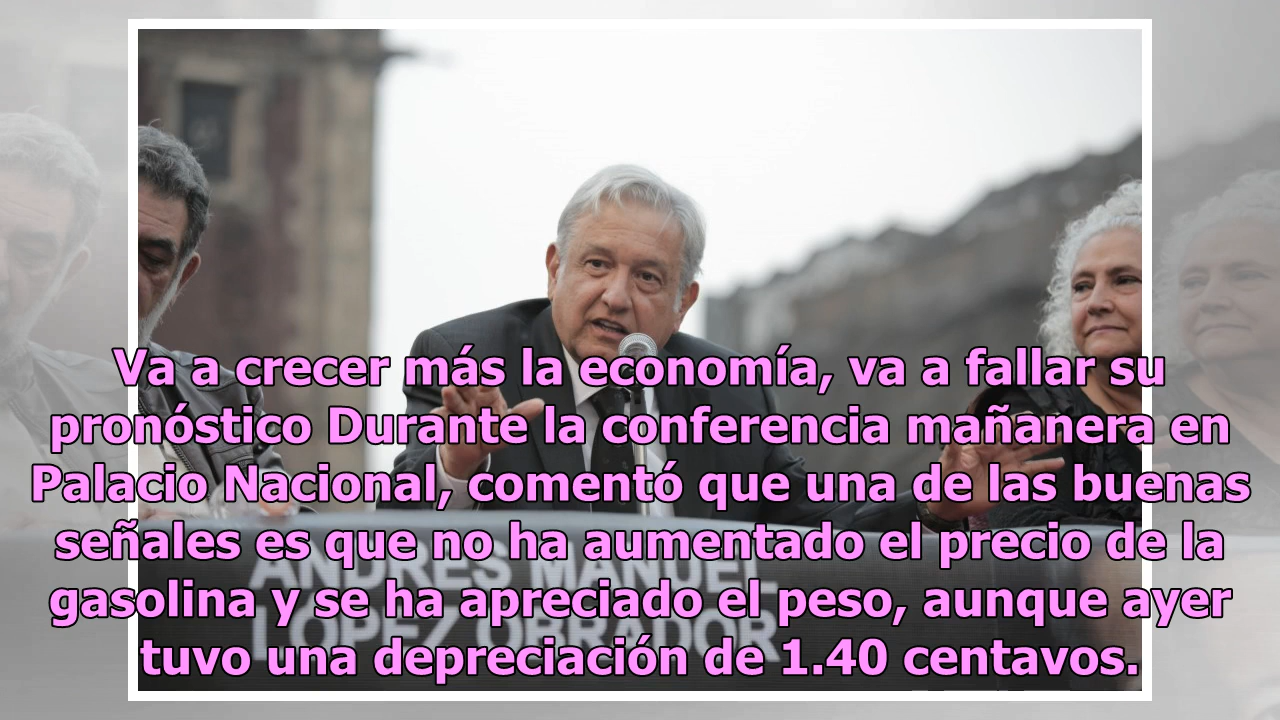 Va a crecer más la economía, va a fallar su
pronóstico Durante la conferencia mañanera en
Palacio Nacional, comentó que una de las buenas
señales es que no ha aumentado el precio de la
gasolina y se ha apreciado el peso, aunque ayer
tuvo una depreciación de 1.40 centavos.
ANDRÉS MANUEL
LÓPEZ OBRADOR